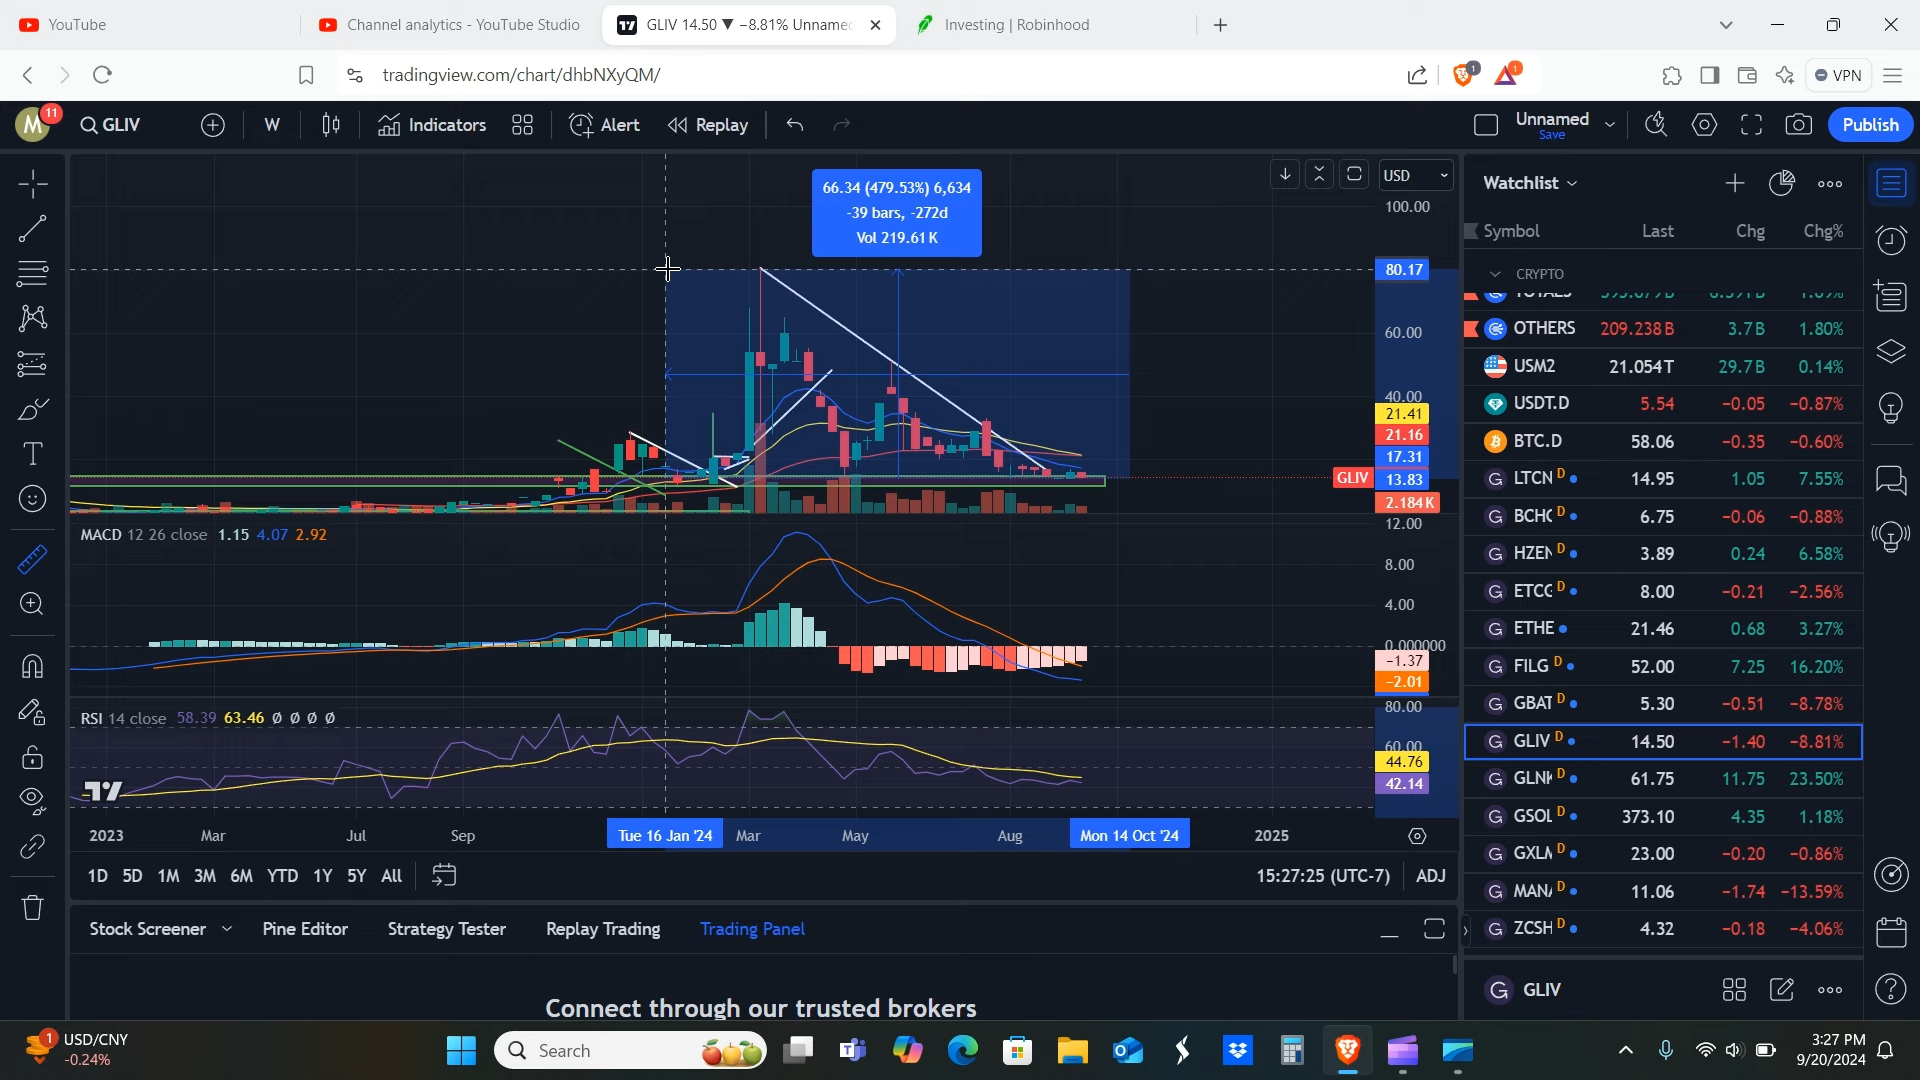 YouTube
Channel analytics - YouTube Studio
GLIV 14.50 ▼ −8.81% Unnamed
Investing | Robinhood
tradingview.com/chart/dhbNXyQM/
1
1
VPN
M
11
GLIV
W
Indicators
Alert
Replay
Unnamed
Save
Publish
66.34 (479.53%) 6,634
-39 bars, -272d
Vol 219.61 K
USD
100.00
80.17
60.00
40.00
21.41
21.16
17.31
GLIV
13.83
2.184 K
MACD 12 26 close 1.15 4.07 2.92
12.00
8.00
4.00
0.000000
−1.37
−2.01
RSI 14 close 58.39 63.46 Ø Ø Ø Ø
80.00
60.00
44.76
42.14
2023
Mar
Jul
Sep
Tue 16 Jan '24
Mar
May
Aug
Mon 14 Oct '24
2025
1D 5D 1M 3M 6M YTD 1Y 5Y All
15:27:25 (UTC-7)
ADJ
Stock Screener
Pine Editor
Strategy Tester
Replay Trading
Trading Panel
Connect through our trusted brokers
Watchlist
Symbol Last Chg Chg%
CRYPTO
OTHERS 209.238 B 3.7 B 1.80%
USM2 21.054 T 29.7 B 0.14%
USDT.D 5.54 −0.05 −0.87%
BTC.D 58.06 −0.35 −0.60%
LTCN D 14.95 1.05 7.55%
BCHC D 6.75 −0.06 −0.88%
HZEN D 3.89 0.24 6.58%
ETCG D 8.00 −0.21 −2.56%
ETHE 21.46 0.68 3.27%
FILG D 52.00 7.25 16.20%
GBAT D 5.30 −0.51 −8.78%
GLIV D 14.50 −1.40 −8.81%
GLNK D 61.75 11.75 23.50%
GSOL D 373.10 4.35 1.18%
GXLM D 23.00 −0.20 −0.86%
MANA D 11.06 −1.74 −13.59%
ZCSH D 4.32 −0.18 −4.06%
GLIV
1
USD/CNY
-0.24%
Search
3:27 PM
9/20/2024